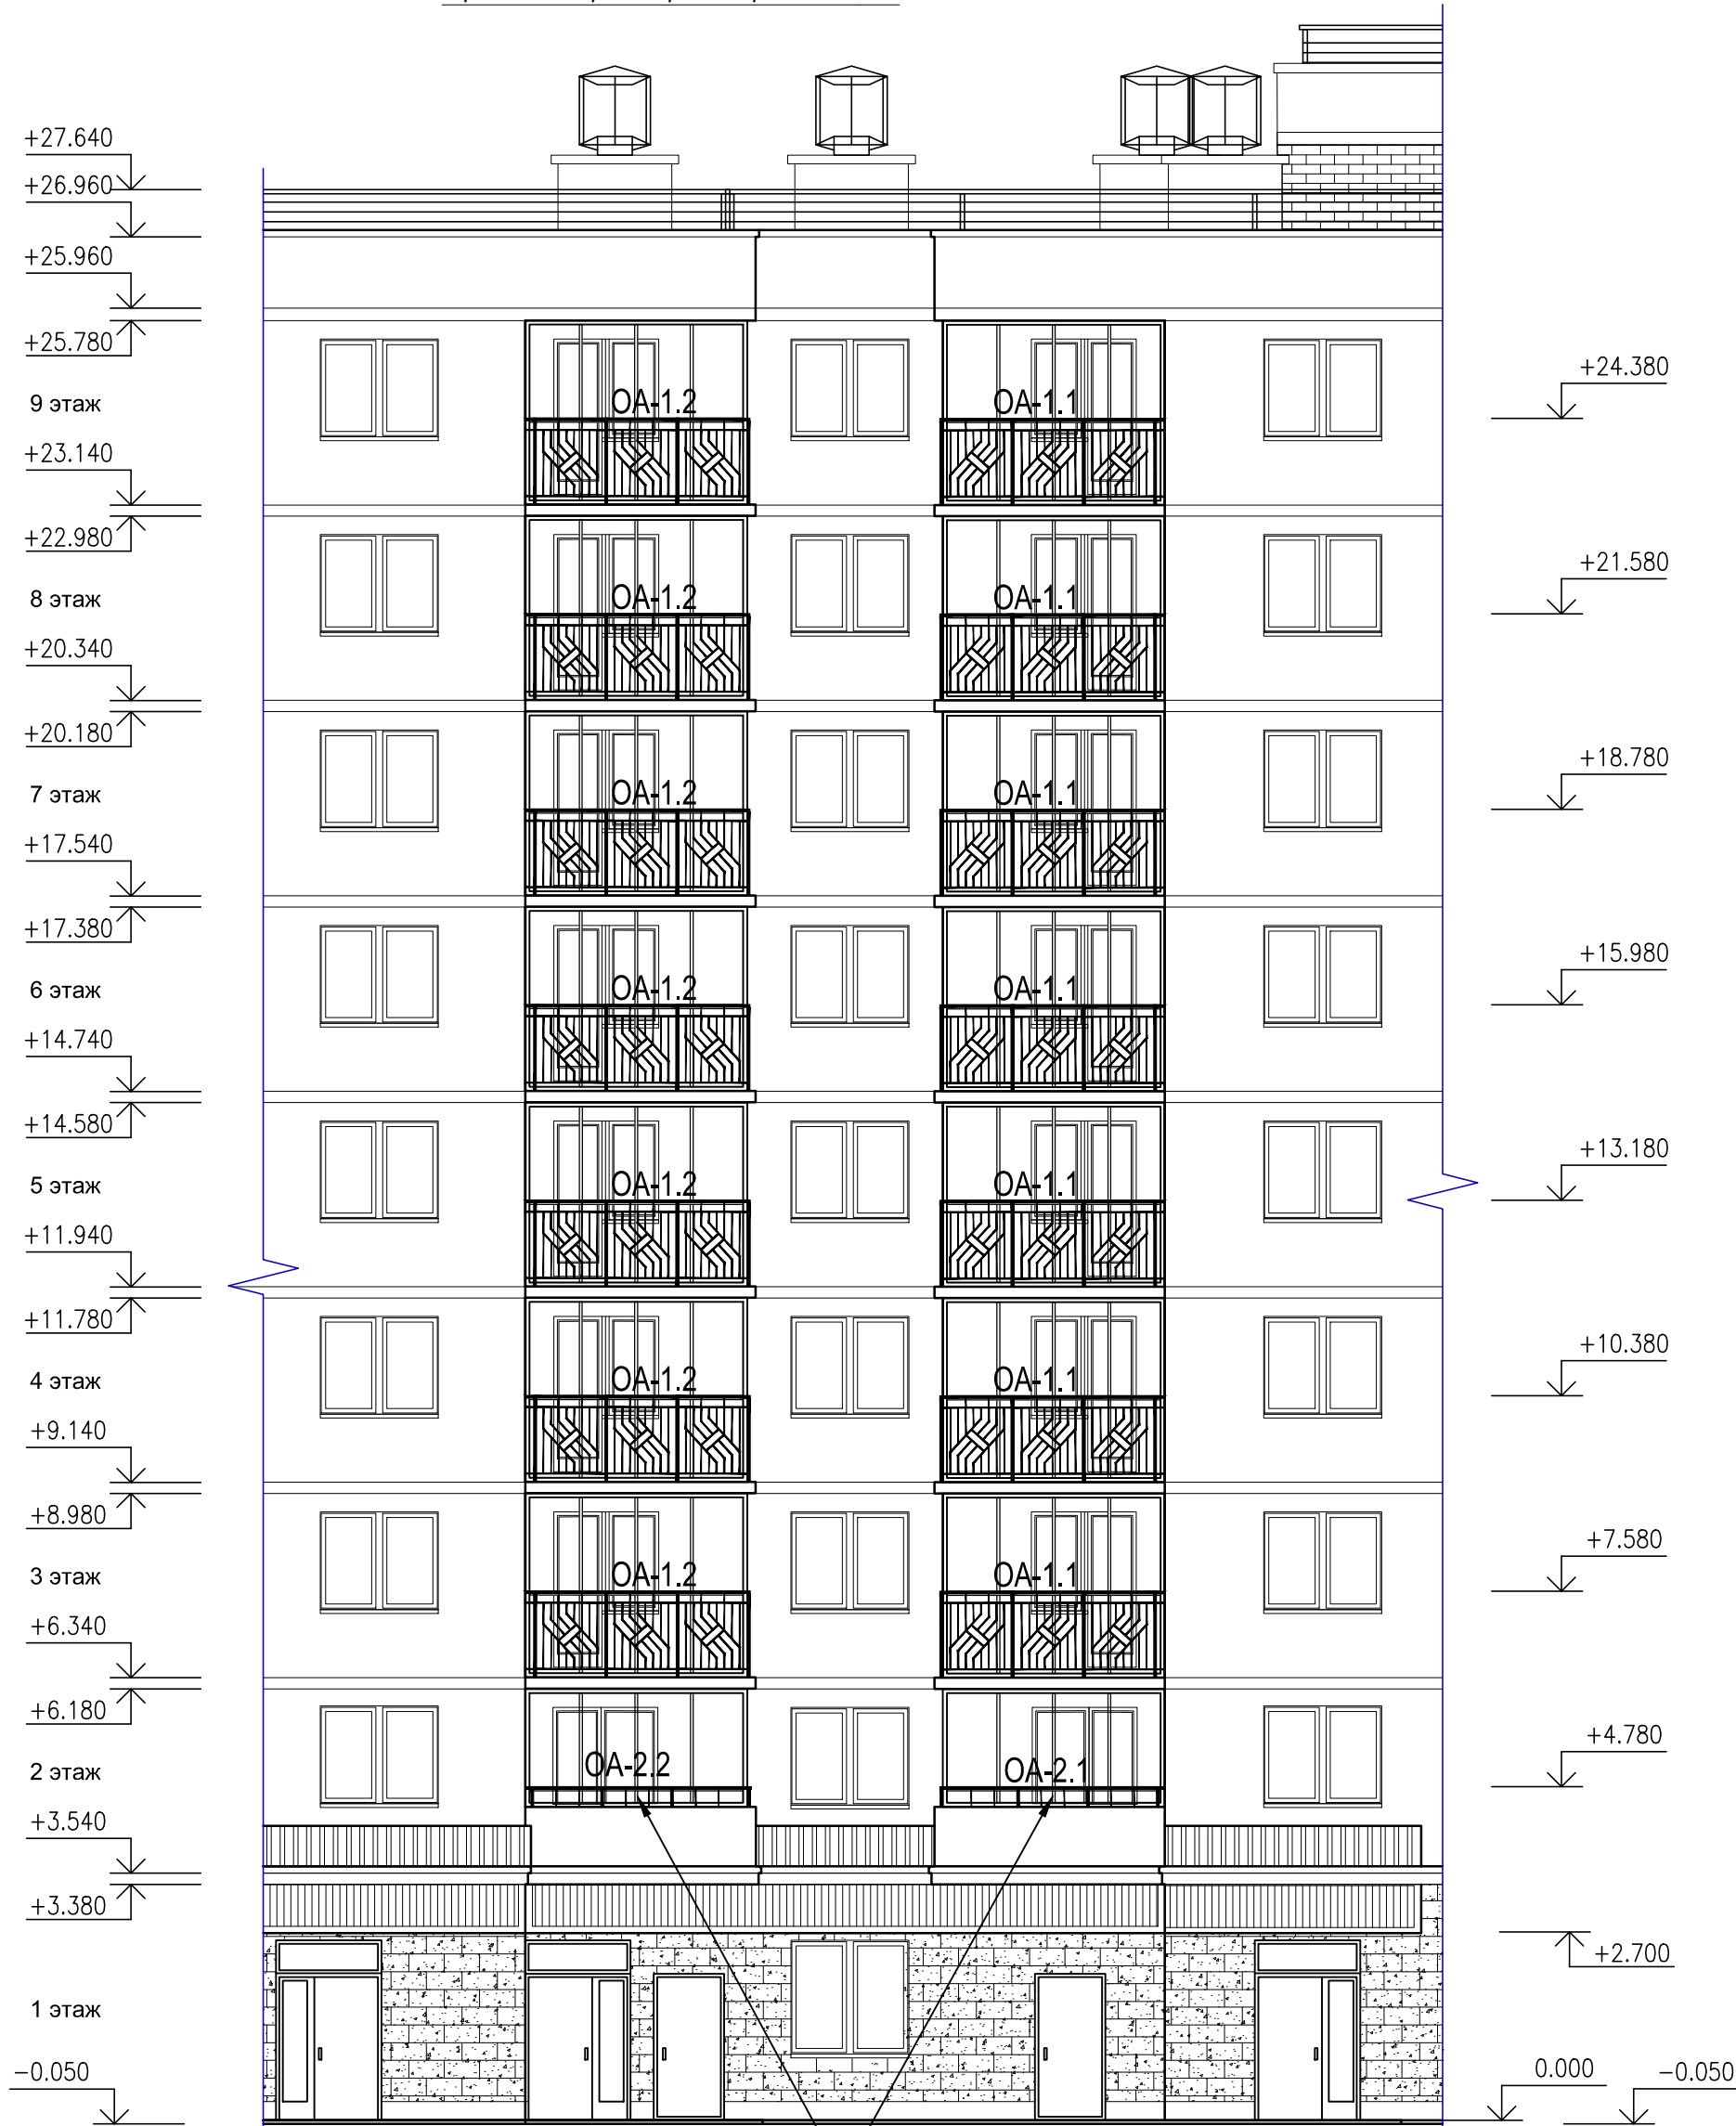 +27.640
+26.960
+25.960
+25.780
+24.380
9 этаж
ОА-1.2
ОА-1.1
+23.140
+22.980
+21.580
8 этаж
ОА-1.2
ОА-1.1
+20.340
+20.180
+18.780
7 этаж
ОА-1.2
ОА-1.1
+17.540
+17.380
+15.980
6 этаж
ОА-1.2
ОА-1.1
+14.740
+14.580
+13.180
5 этаж
ОА-1.2
ОА-1.1
+11.940
+11.780
+10.380
4 этаж
ОА-1.2
ОА-1.1
+9.140
+8.980
+7.580
3 этаж
ОА-1.2
ОА-1.1
+6.340
+6.180
+4.780
2 этаж
ОА-2.2
ОА-2.1
+3.540
+3.380
+2.700
1 этаж
-0.050
0.000
-0.050